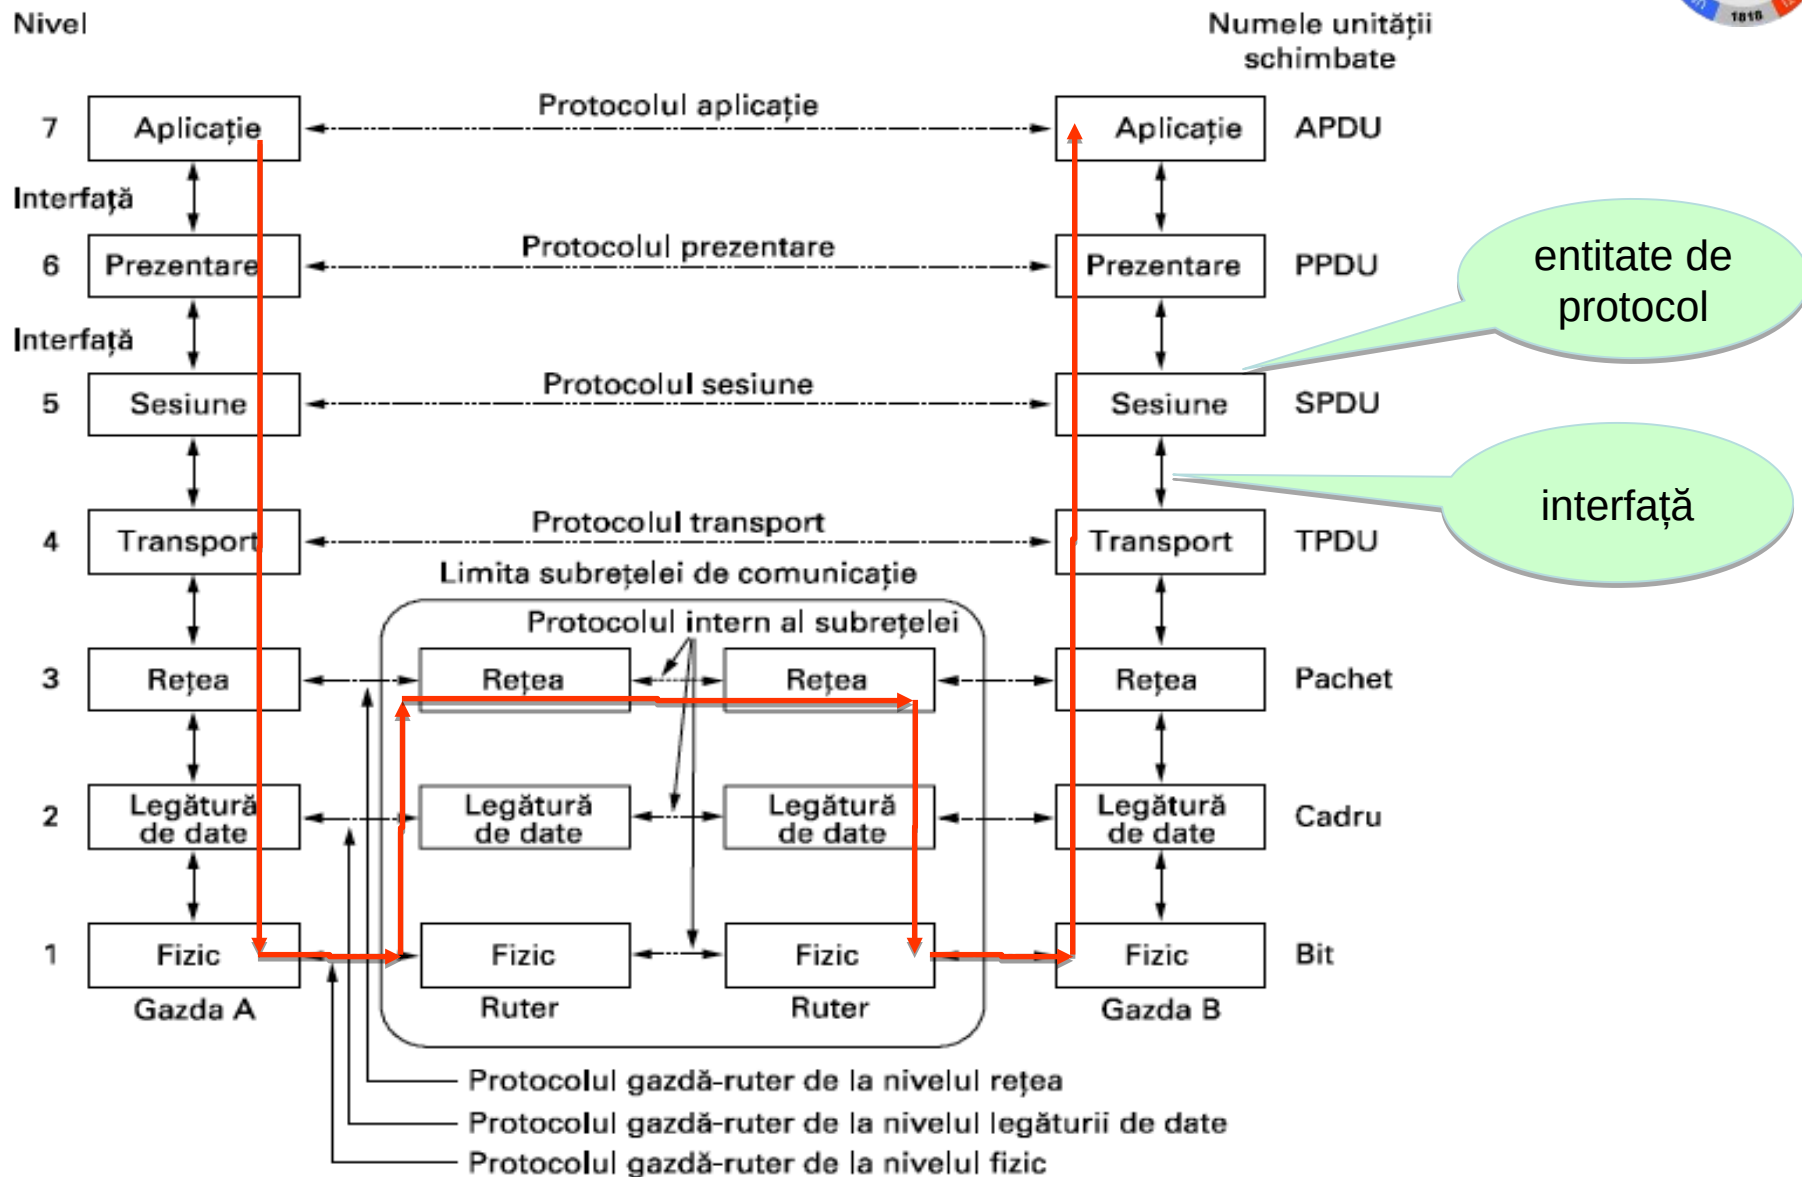 Nivel
Numele unității
schimbate
1818
7
Aplicație
Protocolul aplicație
Aplicație
APDU
Interfață
6
Prezentare
Protocolul prezentare
Prezentare
PPDU
entitate de
protocol
Interfață
5
Sesiune
Protocolul sesiune
Sesiune
SPDU
interfață
4
Transport
Protocolul transport
Transport
TPDU
Limita subrețelei de comunicație
Protocolul intern al subrețelei
3
Rețea
Rețea
Rețea
Rețea
Pachet
2
Legătură
de date
Legătură
de date
Legătură
de date
Legătură
de date
Cadru
1
Fizic
Fizic
Fizic
Fizic
Bit
Gazda A
Ruter
Ruter
Gazda B
Protocolul gazdă-ruter de la nivelul rețea
Protocolul gazdă-ruter de la nivelul legăturii de date
Protocolul gazdă-ruter de la nivelul fizic